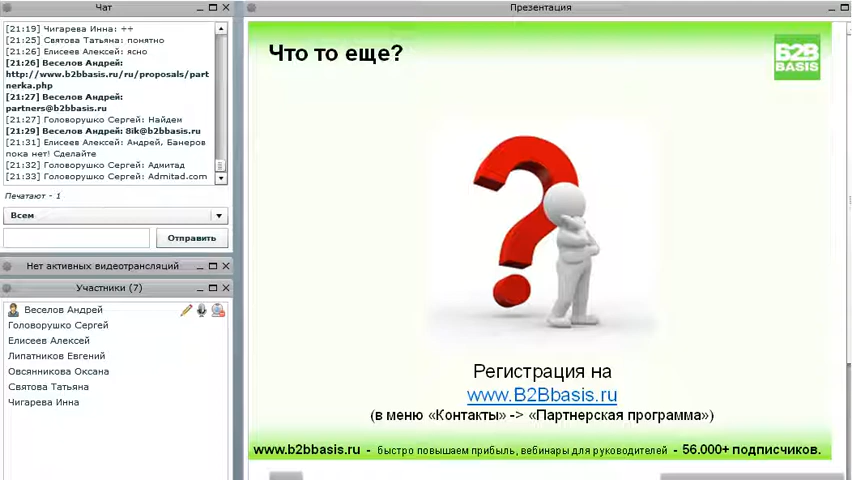 Чат
[21:19] Чигарева Инна: ++
[21:25] Святова Татьяна: понятно
[21:26] Елисеев Алексей: ясно
[21:26] Веселов Андрей:
http://www.b2bbasis.ru/ru/proposals/part
nerka.php
[21:27] Веселов Андрей:
partners@b2bbasis.ru
[21:27] Головорушко Сергей: Найдем
[21:29] Веселов Андрей: 8ik@b2bbasis.ru
[21:31] Елисеев Алексей: Андрей, Банеров
пока нет! Сделайте
[21:32] Головорушко Сергей: Адмитад
[21:33] Головорушко Сергей: Admitad.com
Печатают - 1
Всем
Отправить
Нет активных видеотрансляций
Участники (7)
Веселов Андрей
Головорушко Сергей
Елисеев Алексей
Липатников Евгений
Овсянникова Оксана
Святова Татьяна
Чигарева Инна
Презентация
Что то еще?
B2B
BASIS
Регистрация на
www.B2Bbasis.ru
(в меню «Контакты» -> «Партнерская программа»)
www.b2bbasis.ru - быстро повышаем прибыль, вебинары для руководителей - 56.000+ подписчиков.